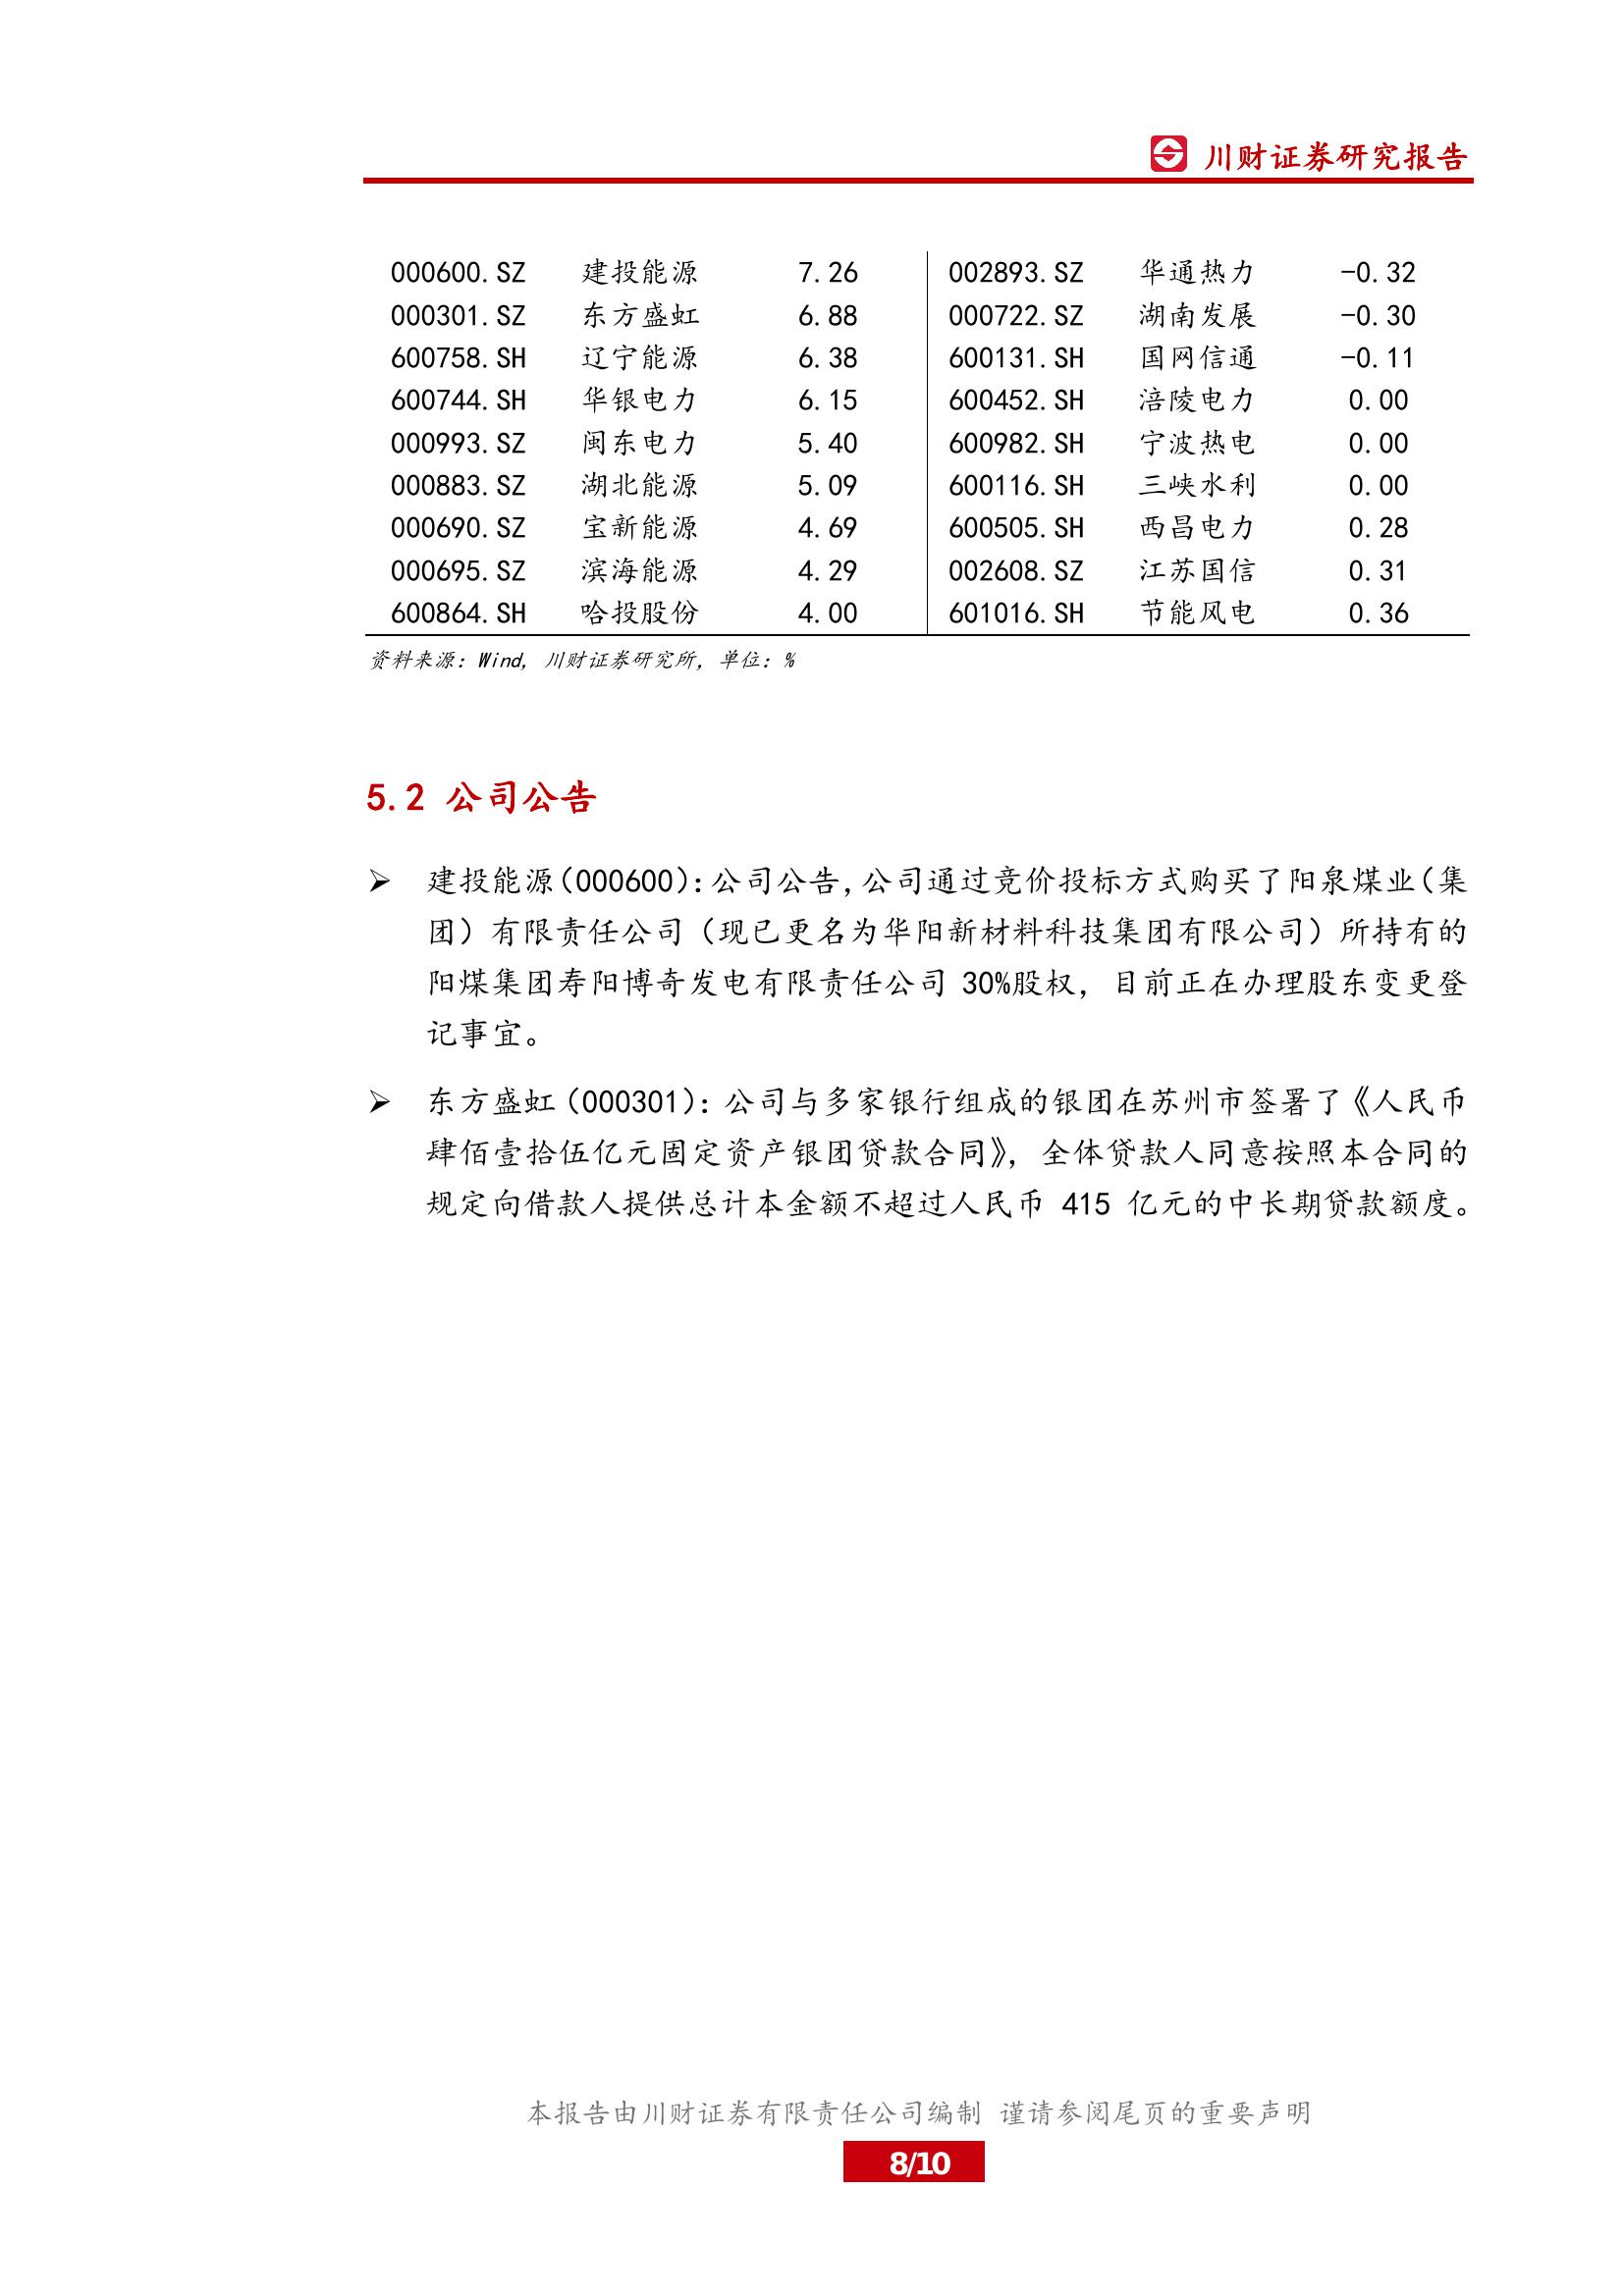 川财证券研究报告
000600.SZ 建投能源 7.26 002893.SZ 华通热力 -0.32
000301.SZ 东方盛虹 6.88 000722.SZ 湖南发展 -0.30
600758.SH 辽宁能源 6.38 600131.SH 国网信通 -0.11
600744.SH 华银电力 6.15 600452.SH 涪陵电力 0.00
000993.SZ 闽东电力 5.40 600982.SH 宁波热电 0.00
000883.SZ 湖北能源 5.09 600116.SH 三峡水利 0.00
000690.SZ 宝新能源 4.69 600505.SH 西昌电力 0.28
000695.SZ 滨海能源 4.29 002608.SZ 江苏国信 0.31
600864.SH 哈投股份 4.00 601016.SH 节能风电 0.36
资料来源：Wind，川财证券研究所，单位：%
5.2 公司公告
➢ 建投能源（000600）：公司公告，公司通过竞价投标方式购买了阳泉煤业（集
团）有限责任公司（现已更名为华阳新材料科技集团有限公司）所持有的
阳煤集团寿阳博奇发电有限责任公司 30%股权，目前正在办理股东变更登
记事宜。
➢ 东方盛虹（000301）：公司与多家银行组成的银团在苏州市签署了《人民币
肆佰壹拾伍亿元固定资产银团贷款合同》，全体贷款人同意按照本合同的
规定向借款人提供总计本金额不超过人民币 415 亿元的中长期贷款额度。
本报告由川财证券有限责任公司编制 谨请参阅尾页的重要声明
8/10